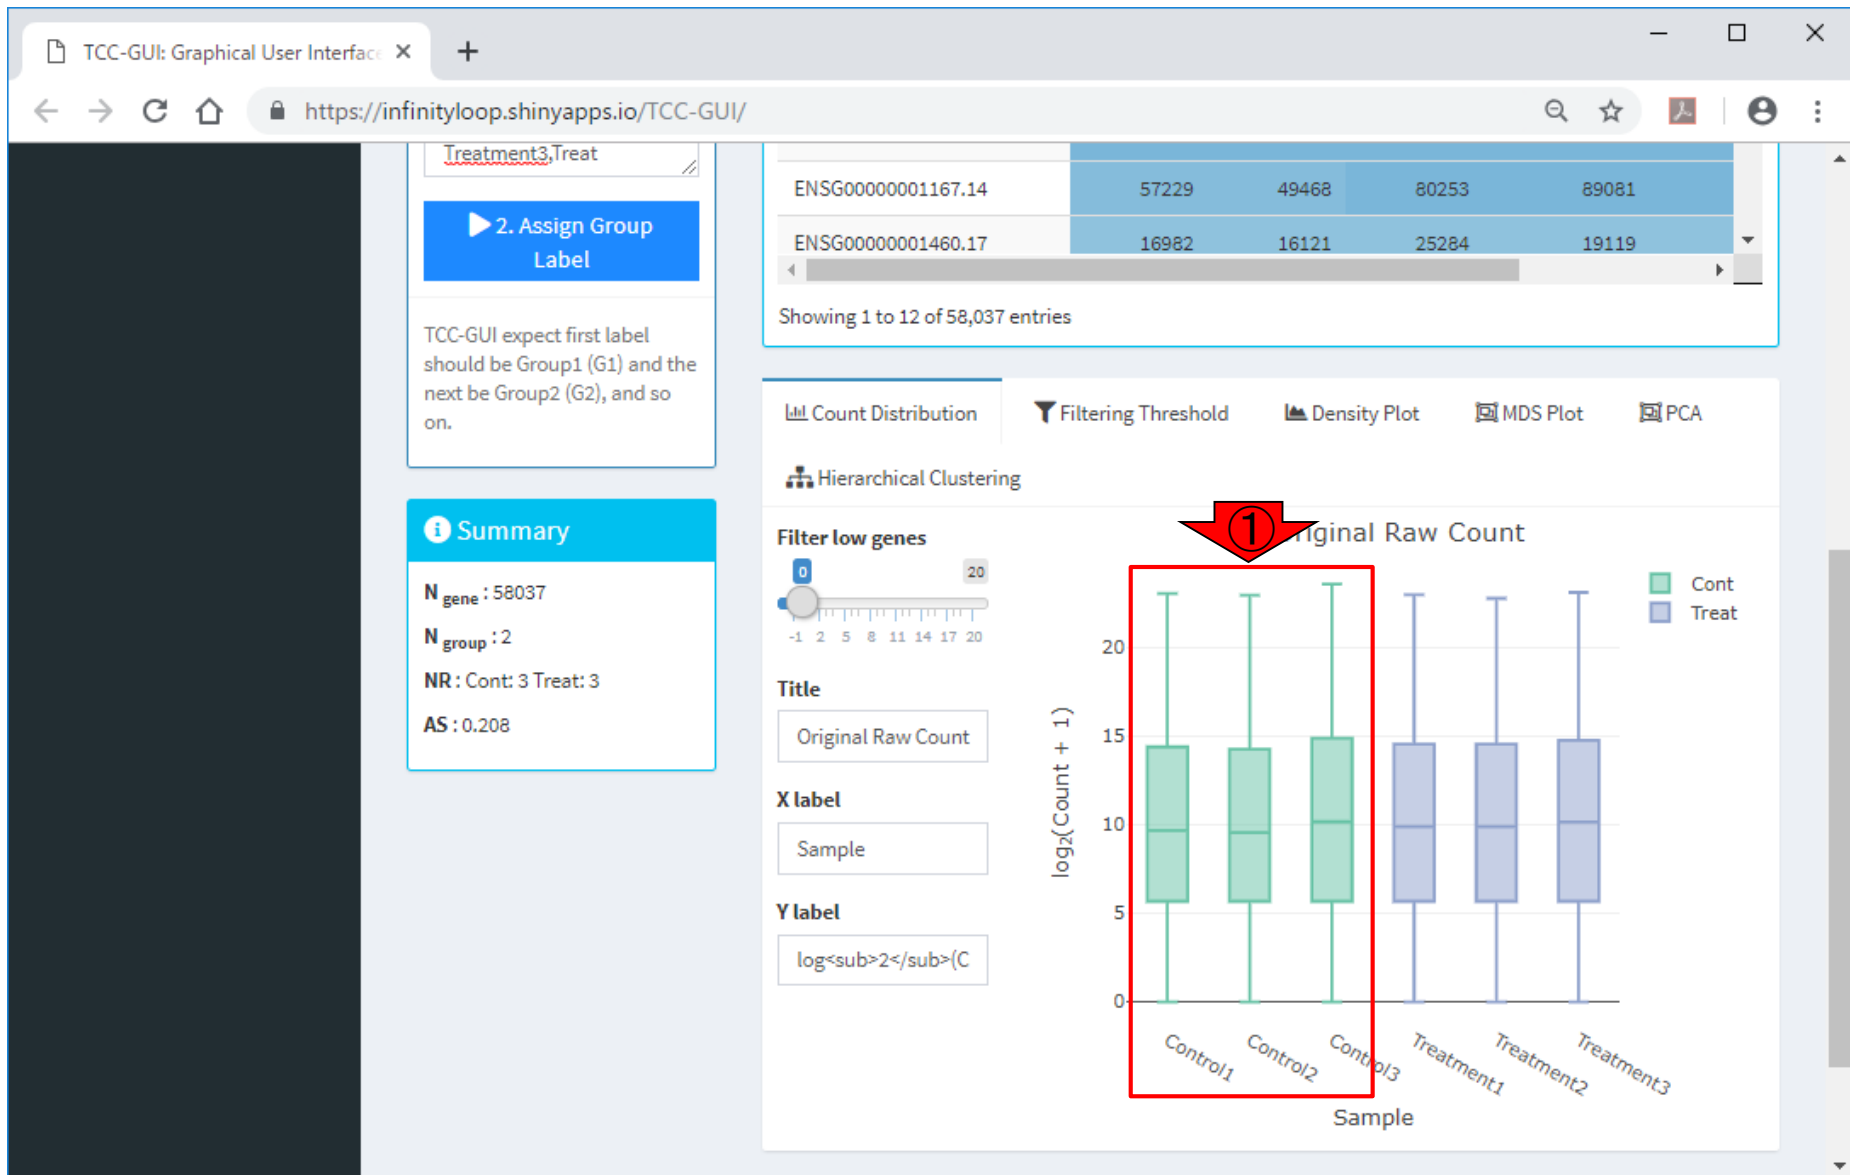 TCC-GUI: Graphical User Interface
https://infinityloop.shinyapps.io/TCC-GUI/
Treatment3,Treat
2. Assign Group
Label
TCC-GUI expect first label
should be Group1 (G1) and the
next be Group2 (G2), and so
on.
Summary
N gene : 58037
N group : 2
NR : Cont: 3 Treat: 3
AS : 0.208
ENSG00000001167.14 57229 49468 80253 89081
ENSG00000001460.17 16982 16121 25284 19119
Showing 1 to 12 of 58,037 entries
Count Distribution Filtering Threshold Density Plot MDS Plot PCA
Hierarchical Clustering
Filter low genes
0 20
-1 2 5 8 11 14 17 20
Title
Original Raw Count
X label
Sample
Y label
log<sub>2</sub>(C
①
riginal Raw Count
Cont
Treat
20
15
10
5
0
log₂(Count + 1)
Control1 Control2 Control3 Treatment1 Treatment2 Treatment3
Sample